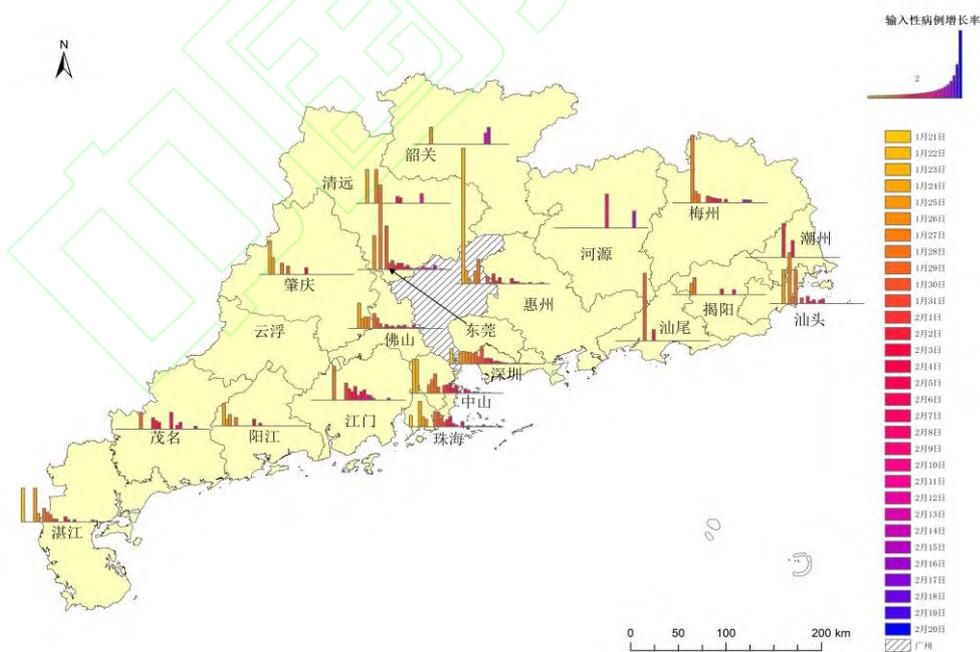 输入性病例增长率
N
2
1月21日
1月22日
1月23日
1月24日
1月25日
1月26日
1月27日
1月28日
1月29日
1月30日
1月31日
2月1日
2月2日
2月3日
2月4日
2月5日
2月6日
2月7日
2月8日
2月9日
2月10日
2月11日
2月12日
2月13日
2月14日
2月15日
2月16日
2月17日
2月18日
2月19日
2月20日
广州
韶关
清远
梅州
潮州
河源
肇庆
惠州
揭阳
汕头
云浮
佛山
东莞
汕尾
深圳
中山
江门
茂名
阳江
珠海
湛江
0 50 100 200 km